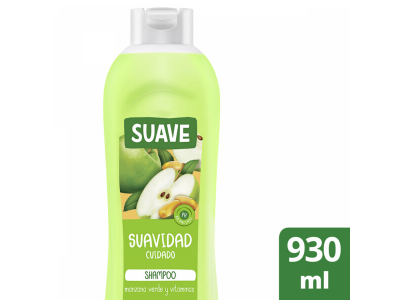 SUAVE
SUAVIDAD
CUIDADO
SHAMPOO
manzana verde y vitaminas
930
ml